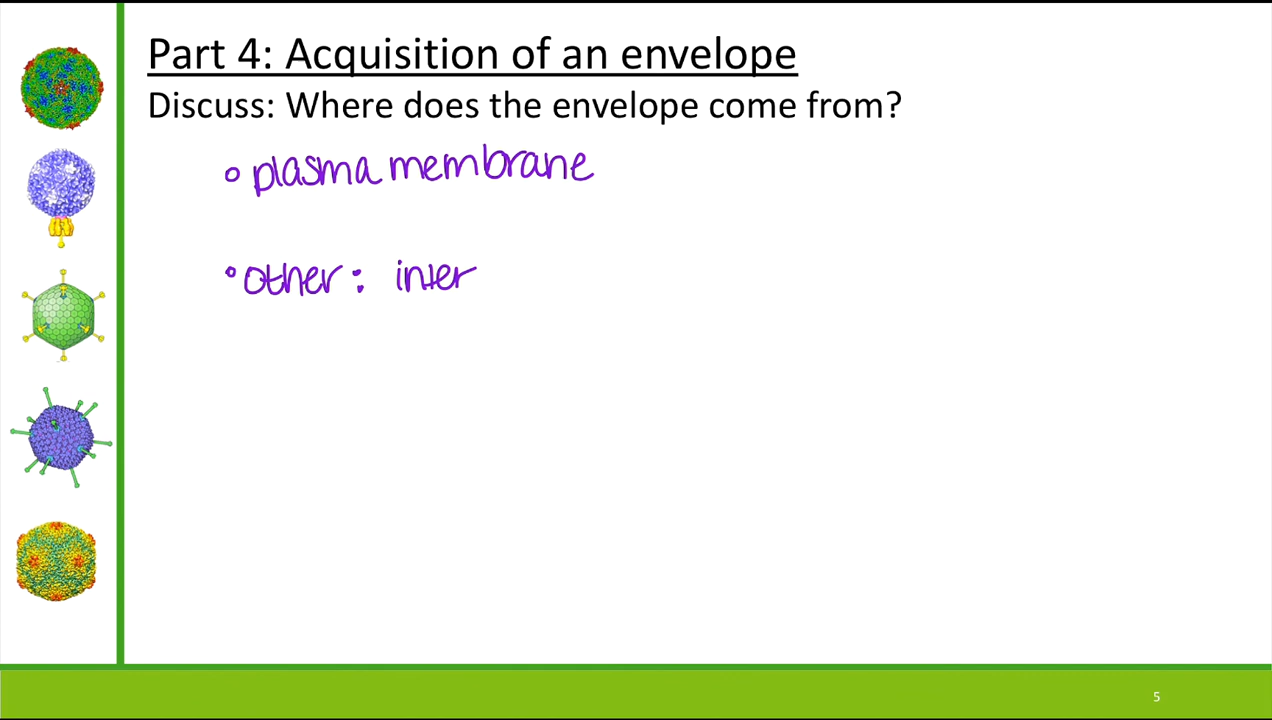 Part 4: Acquisition of an envelope
Discuss: Where does the envelope come from?
plasma membrane
other: inter
5